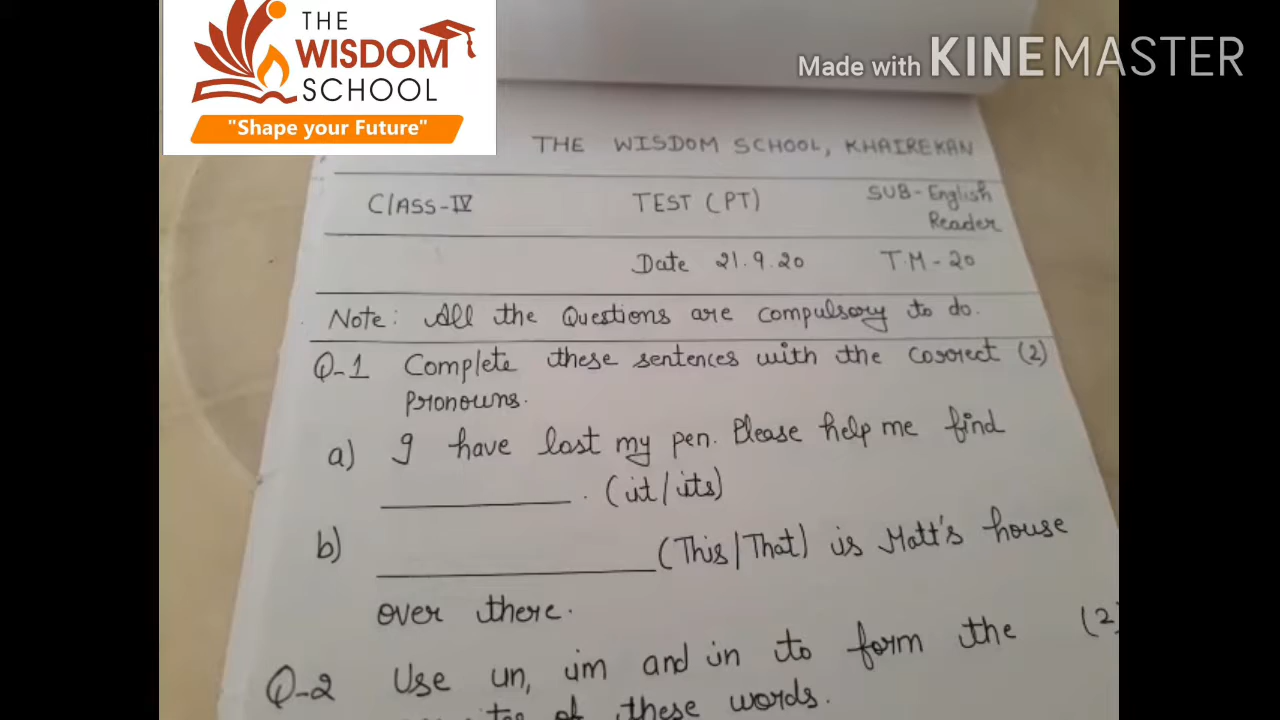 THE
WISDOM
SCHOOL
"Shape your Future"
Made with KINEMASTER
THE WISDOM SCHOOL, KHAIREKAN
Class-IV TEST (PT) SUB-English Reader
Date 21.9.20 T.M-20
Note: All the Questions are compulsory to do.
Q-1 Complete these sentences with the correct (2)
pronouns.
a) I have lost my pen. Please help me find
__________. (it/its)
b) __________ (This/That) is Matt's house
over there.
Q-2 Use un, im and in to form the (2)
of these words.